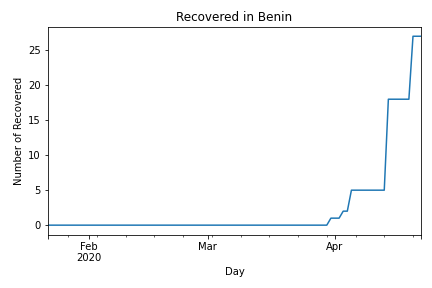 Recovered in Benin
Number of Recovered
25
20
15
10
5
0
Feb
2020
Mar
Apr
Day